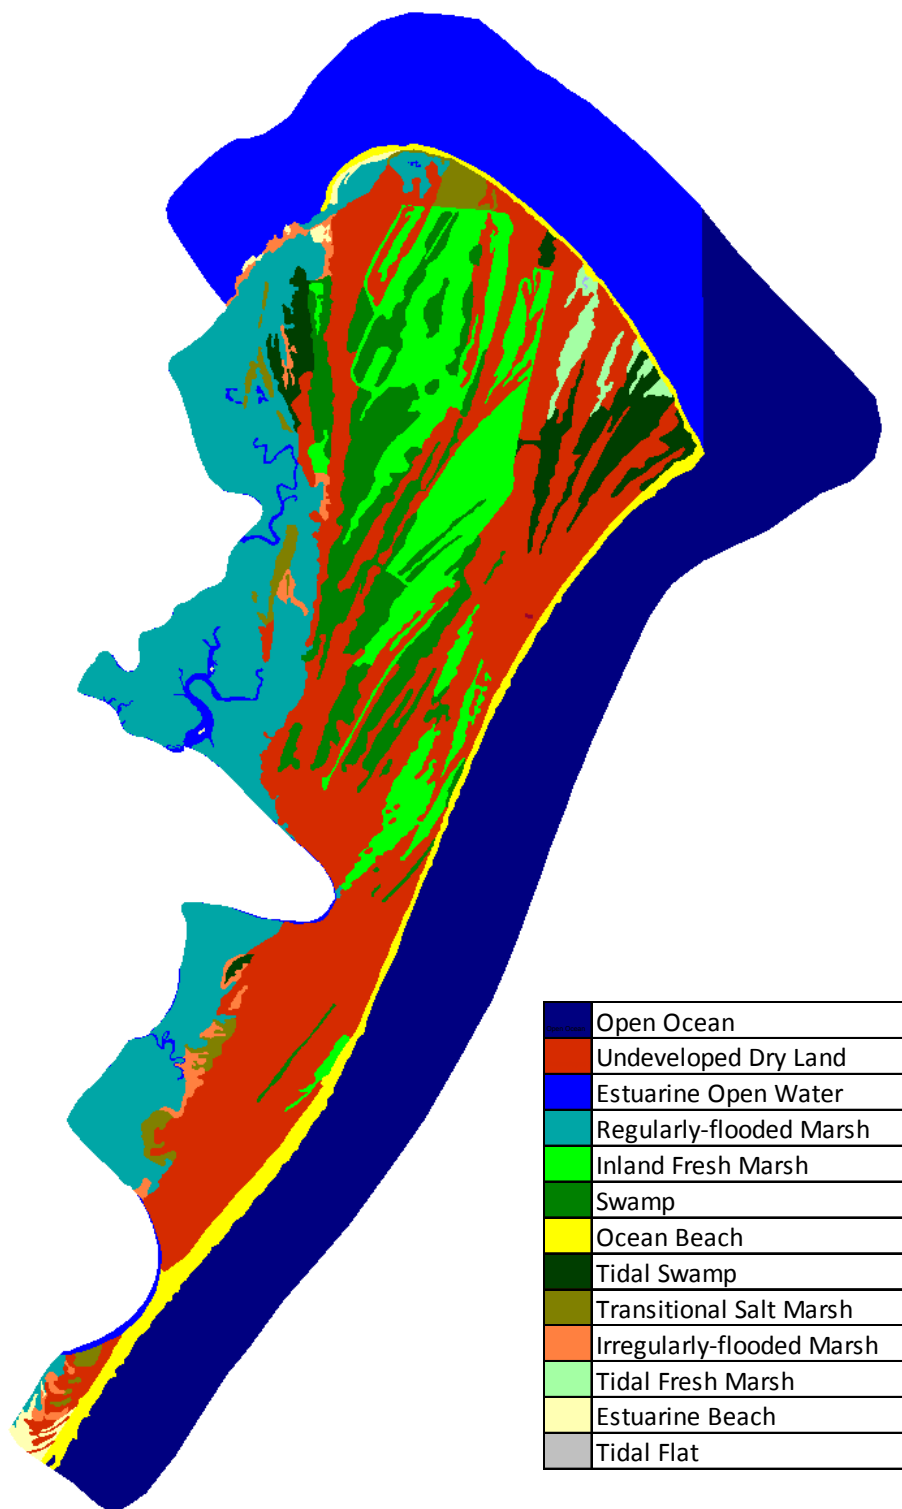 Open Ocean
Undeveloped Dry Land
Estuarine Open Water
Regularly-flooded Marsh
Inland Fresh Marsh
Swamp
Ocean Beach
Tidal Swamp
Transitional Salt Marsh
Irregularly-flooded Marsh
Tidal Fresh Marsh
Estuarine Beach
Tidal Flat